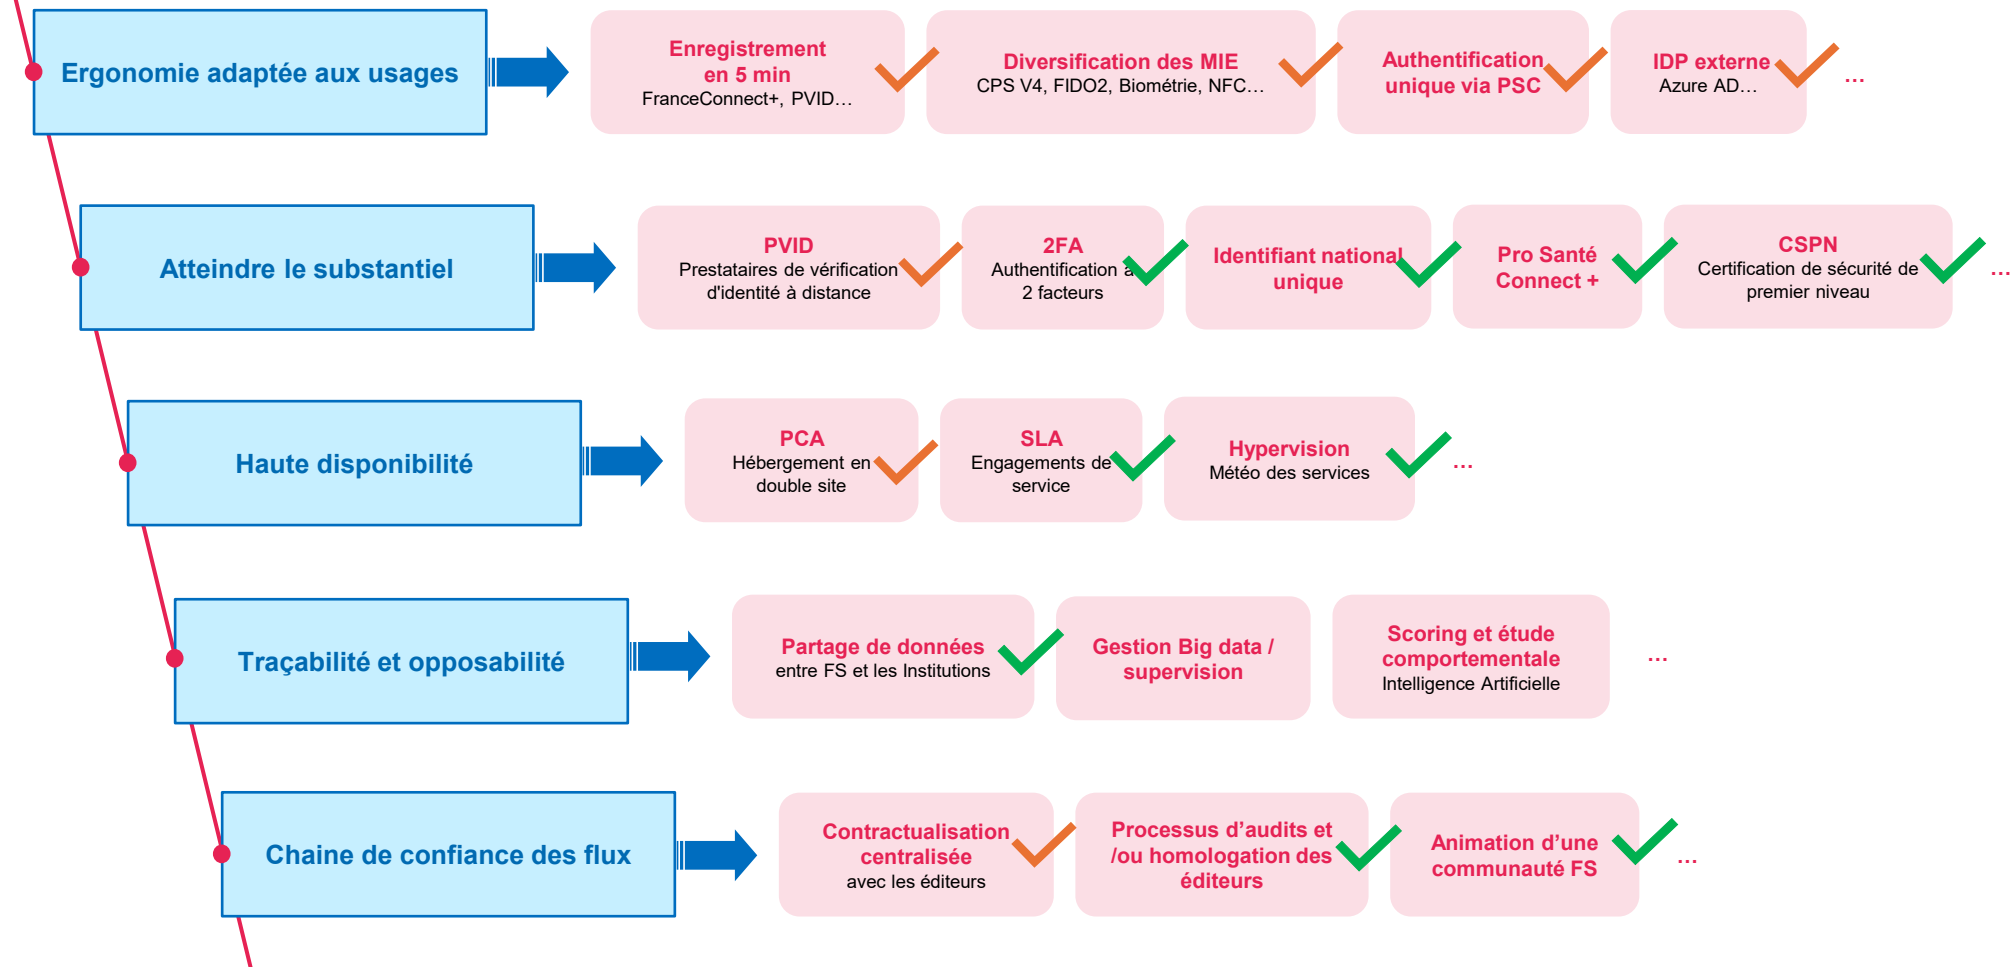 Ergonomie adaptée aux usages
Enregistrement
en 5 min
FranceConnect+, PVID…
Diversification des MIE
CPS V4, FIDO2, Biométrie, NFC…
Authentification
unique via PSC
IDP externe
Azure AD…
…
Atteindre le substantiel
PVID
Prestataires de vérification
d'identité à distance
2FA
Authentification à
2 facteurs
Identifiant national
unique
Pro Santé
Connect +
CSPN
Certification de sécurité de
premier niveau
…
Haute disponibilité
PCA
Hébergement en
double site
SLA
Engagements de
service
Hypervision
Météo des services
…
Traçabilité et opposabilité
Partage de données
entre FS et les Institutions
Gestion Big data /
supervision
Scoring et étude
comportementale
Intelligence Artificielle
…
Chaine de confiance des flux
Contractualisation
centralisée
avec les éditeurs
Processus d’audits et
/ou homologation des
éditeurs
Animation d’une
communauté FS
…